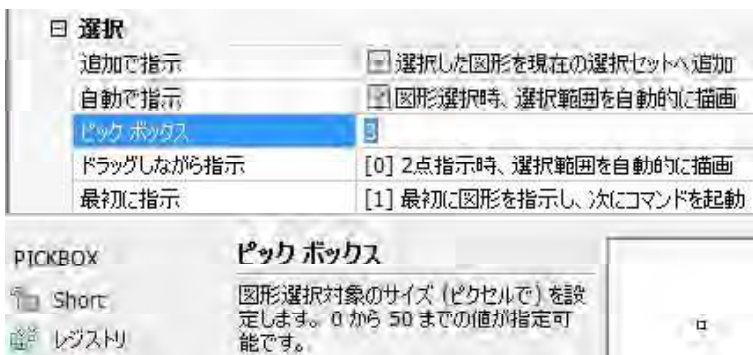 選択
追加で指示 選択した図形を現在の選択セットへ追加
自動で指示 図形選択時、選択範囲を自動的に描画
ピック ボックス 3
ドラッグしながら指示 [0] 2点指示時、選択範囲を自動的に描画
最初に指示 [1] 最初に図形を指示し、次にコマンドを起動
PICKBOX ピック ボックス
Short 図形選択対象のサイズ (ピクセルで) を設
定します。0 から 50 までの値が指定可
レジストリ 能です。